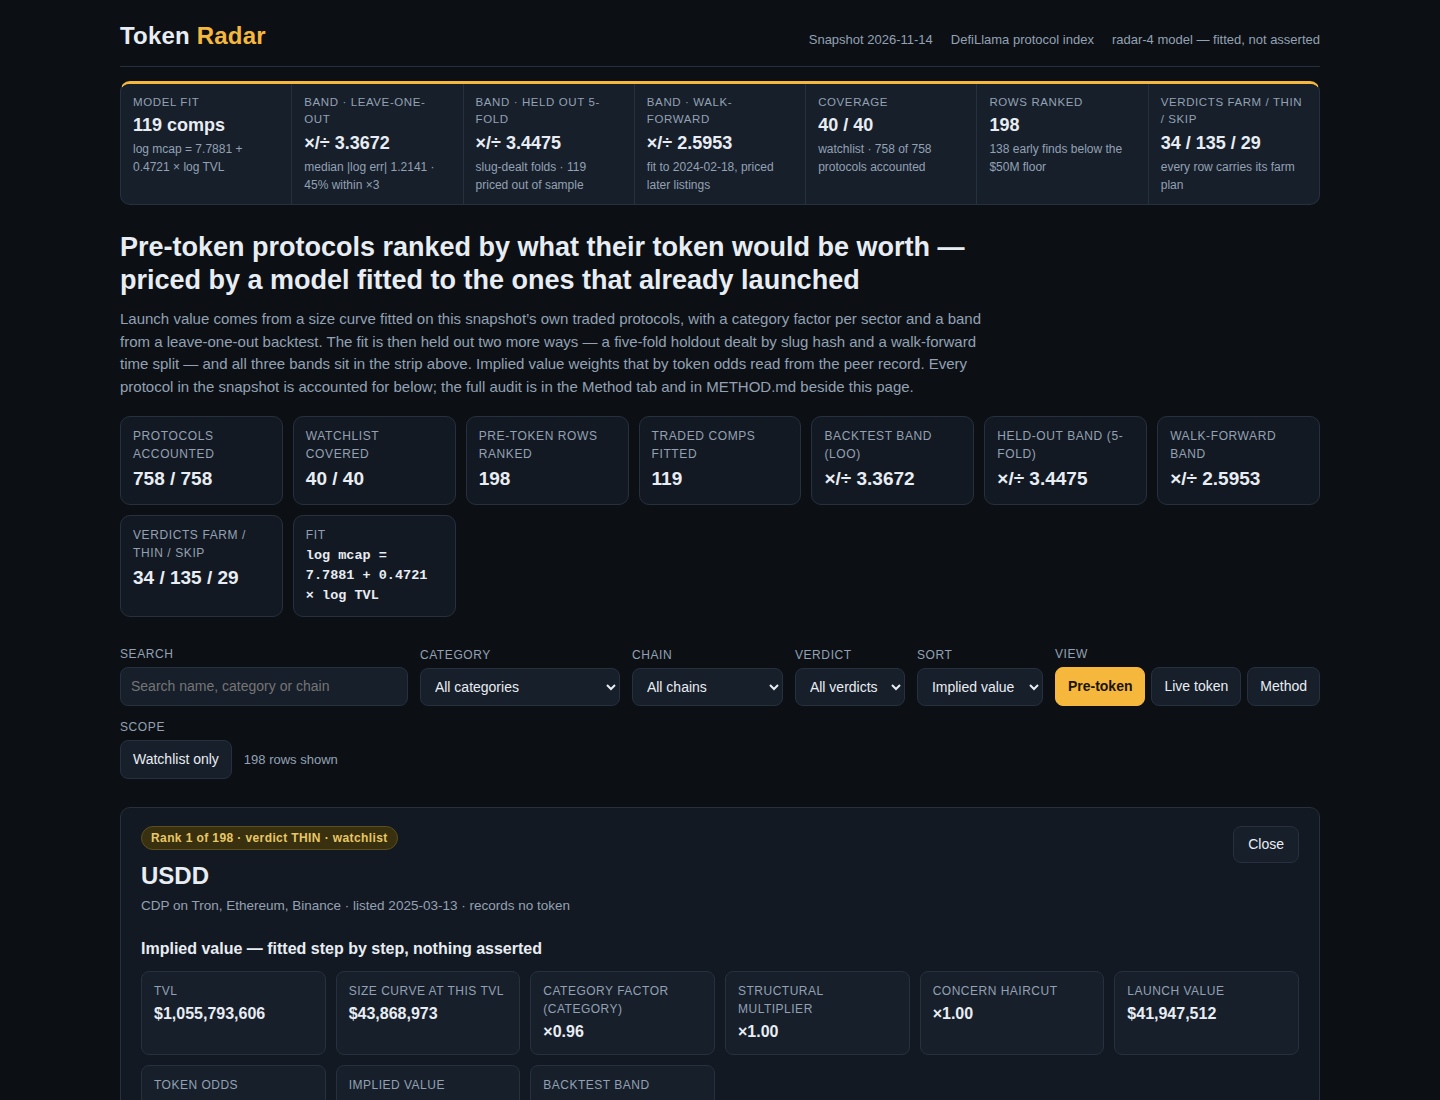 Token Radar
Snapshot 2026-11-14 DefiLlama protocol index radar-4 model — fitted, not asserted
MODEL FIT
119 comps
log mcap = 7.7881 +
0.4721 × log TVL
BAND · LEAVE-ONE-
OUT
×/÷ 3.3672
median |log err| 1.2141 ·
45% within ×3
BAND · HELD OUT 5-
FOLD
×/÷ 3.4475
slug-dealt folds · 119
priced out of sample
BAND · WALK-
FORWARD
×/÷ 2.5953
fit to 2024-02-18, priced
later listings
COVERAGE
40 / 40
watchlist · 758 of 758
protocols accounted
ROWS RANKED
198
138 early finds below the
$50M floor
VERDICTS FARM / THIN
/ SKIP
34 / 135 / 29
every row carries its farm
plan
Pre-token protocols ranked by what their token would be worth —
priced by a model fitted to the ones that already launched
Launch value comes from a size curve fitted on this snapshot's own traded protocols, with a category factor per sector and a band
from a leave-one-out backtest. The fit is then held out two more ways — a five-fold holdout dealt by slug hash and a walk-forward
time split — and all three bands sit in the strip above. Implied value weights that by token odds read from the peer record. Every
protocol in the snapshot is accounted for below; the full audit is in the Method tab and in METHOD.md beside this page.
PROTOCOLS
ACCOUNTED
758 / 758
WATCHLIST
COVERED
40 / 40
PRE-TOKEN ROWS
RANKED
198
TRADED COMPS
FITTED
119
BACKTEST BAND
(LOO)
×/÷ 3.3672
HELD-OUT BAND (5-
FOLD)
×/÷ 3.4475
WALK-FORWARD
BAND
×/÷ 2.5953
VERDICTS FARM /
THIN / SKIP
34 / 135 / 29
FIT
log mcap =
7.7881 + 0.4721
× log TVL
SEARCH
Search name, category or chain
CATEGORY
All categories
CHAIN
All chains
VERDICT
All verdicts
SORT
Implied value
VIEW
Pre-token Live token Method
SCOPE
Watchlist only 198 rows shown
Rank 1 of 198 · verdict THIN · watchlist
Close
USDD
CDP on Tron, Ethereum, Binance · listed 2025-03-13 · records no token
Implied value — fitted step by step, nothing asserted
TVL
$1,055,793,606
SIZE CURVE AT THIS TVL
$43,868,973
CATEGORY FACTOR
(CATEGORY)
×0.96
STRUCTURAL
MULTIPLIER
×1.00
CONCERN HAIRCUT
×1.00
LAUNCH VALUE
$41,947,512
TOKEN ODDS
IMPLIED VALUE
BACKTEST BAND